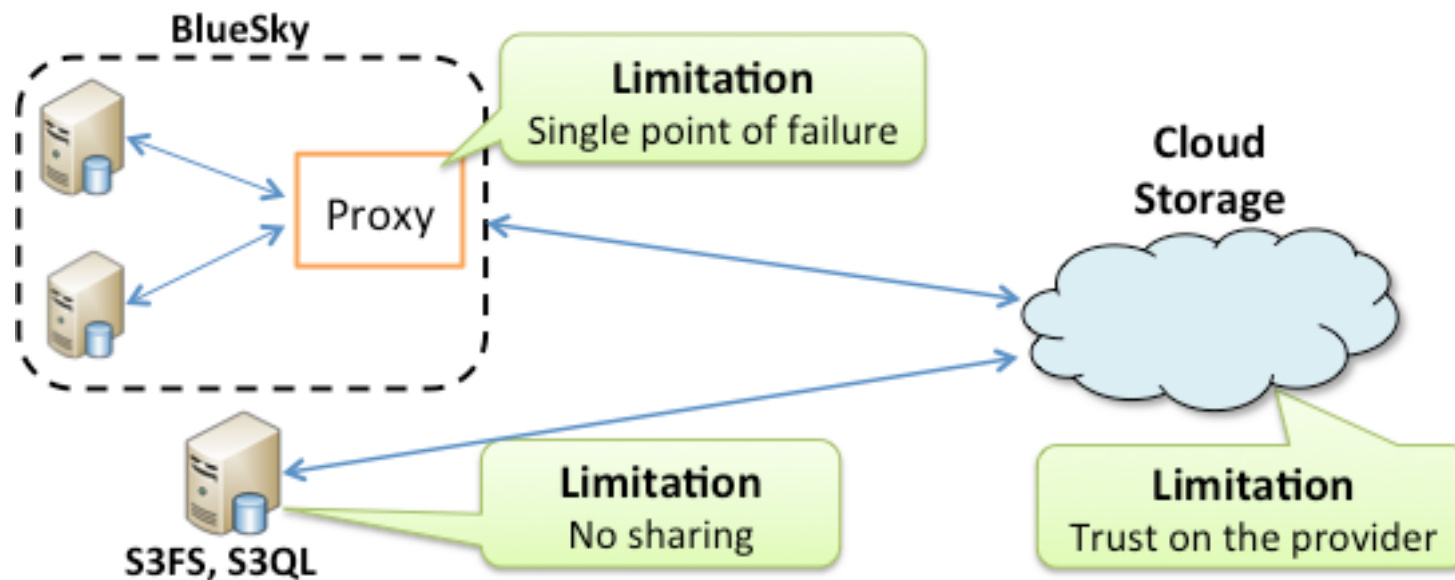 BlueSky
Limitation
Single point of failure
Proxy
Cloud
Storage
Limitation
No sharing
Limitation
Trust on the provider
S3FS, S3QL